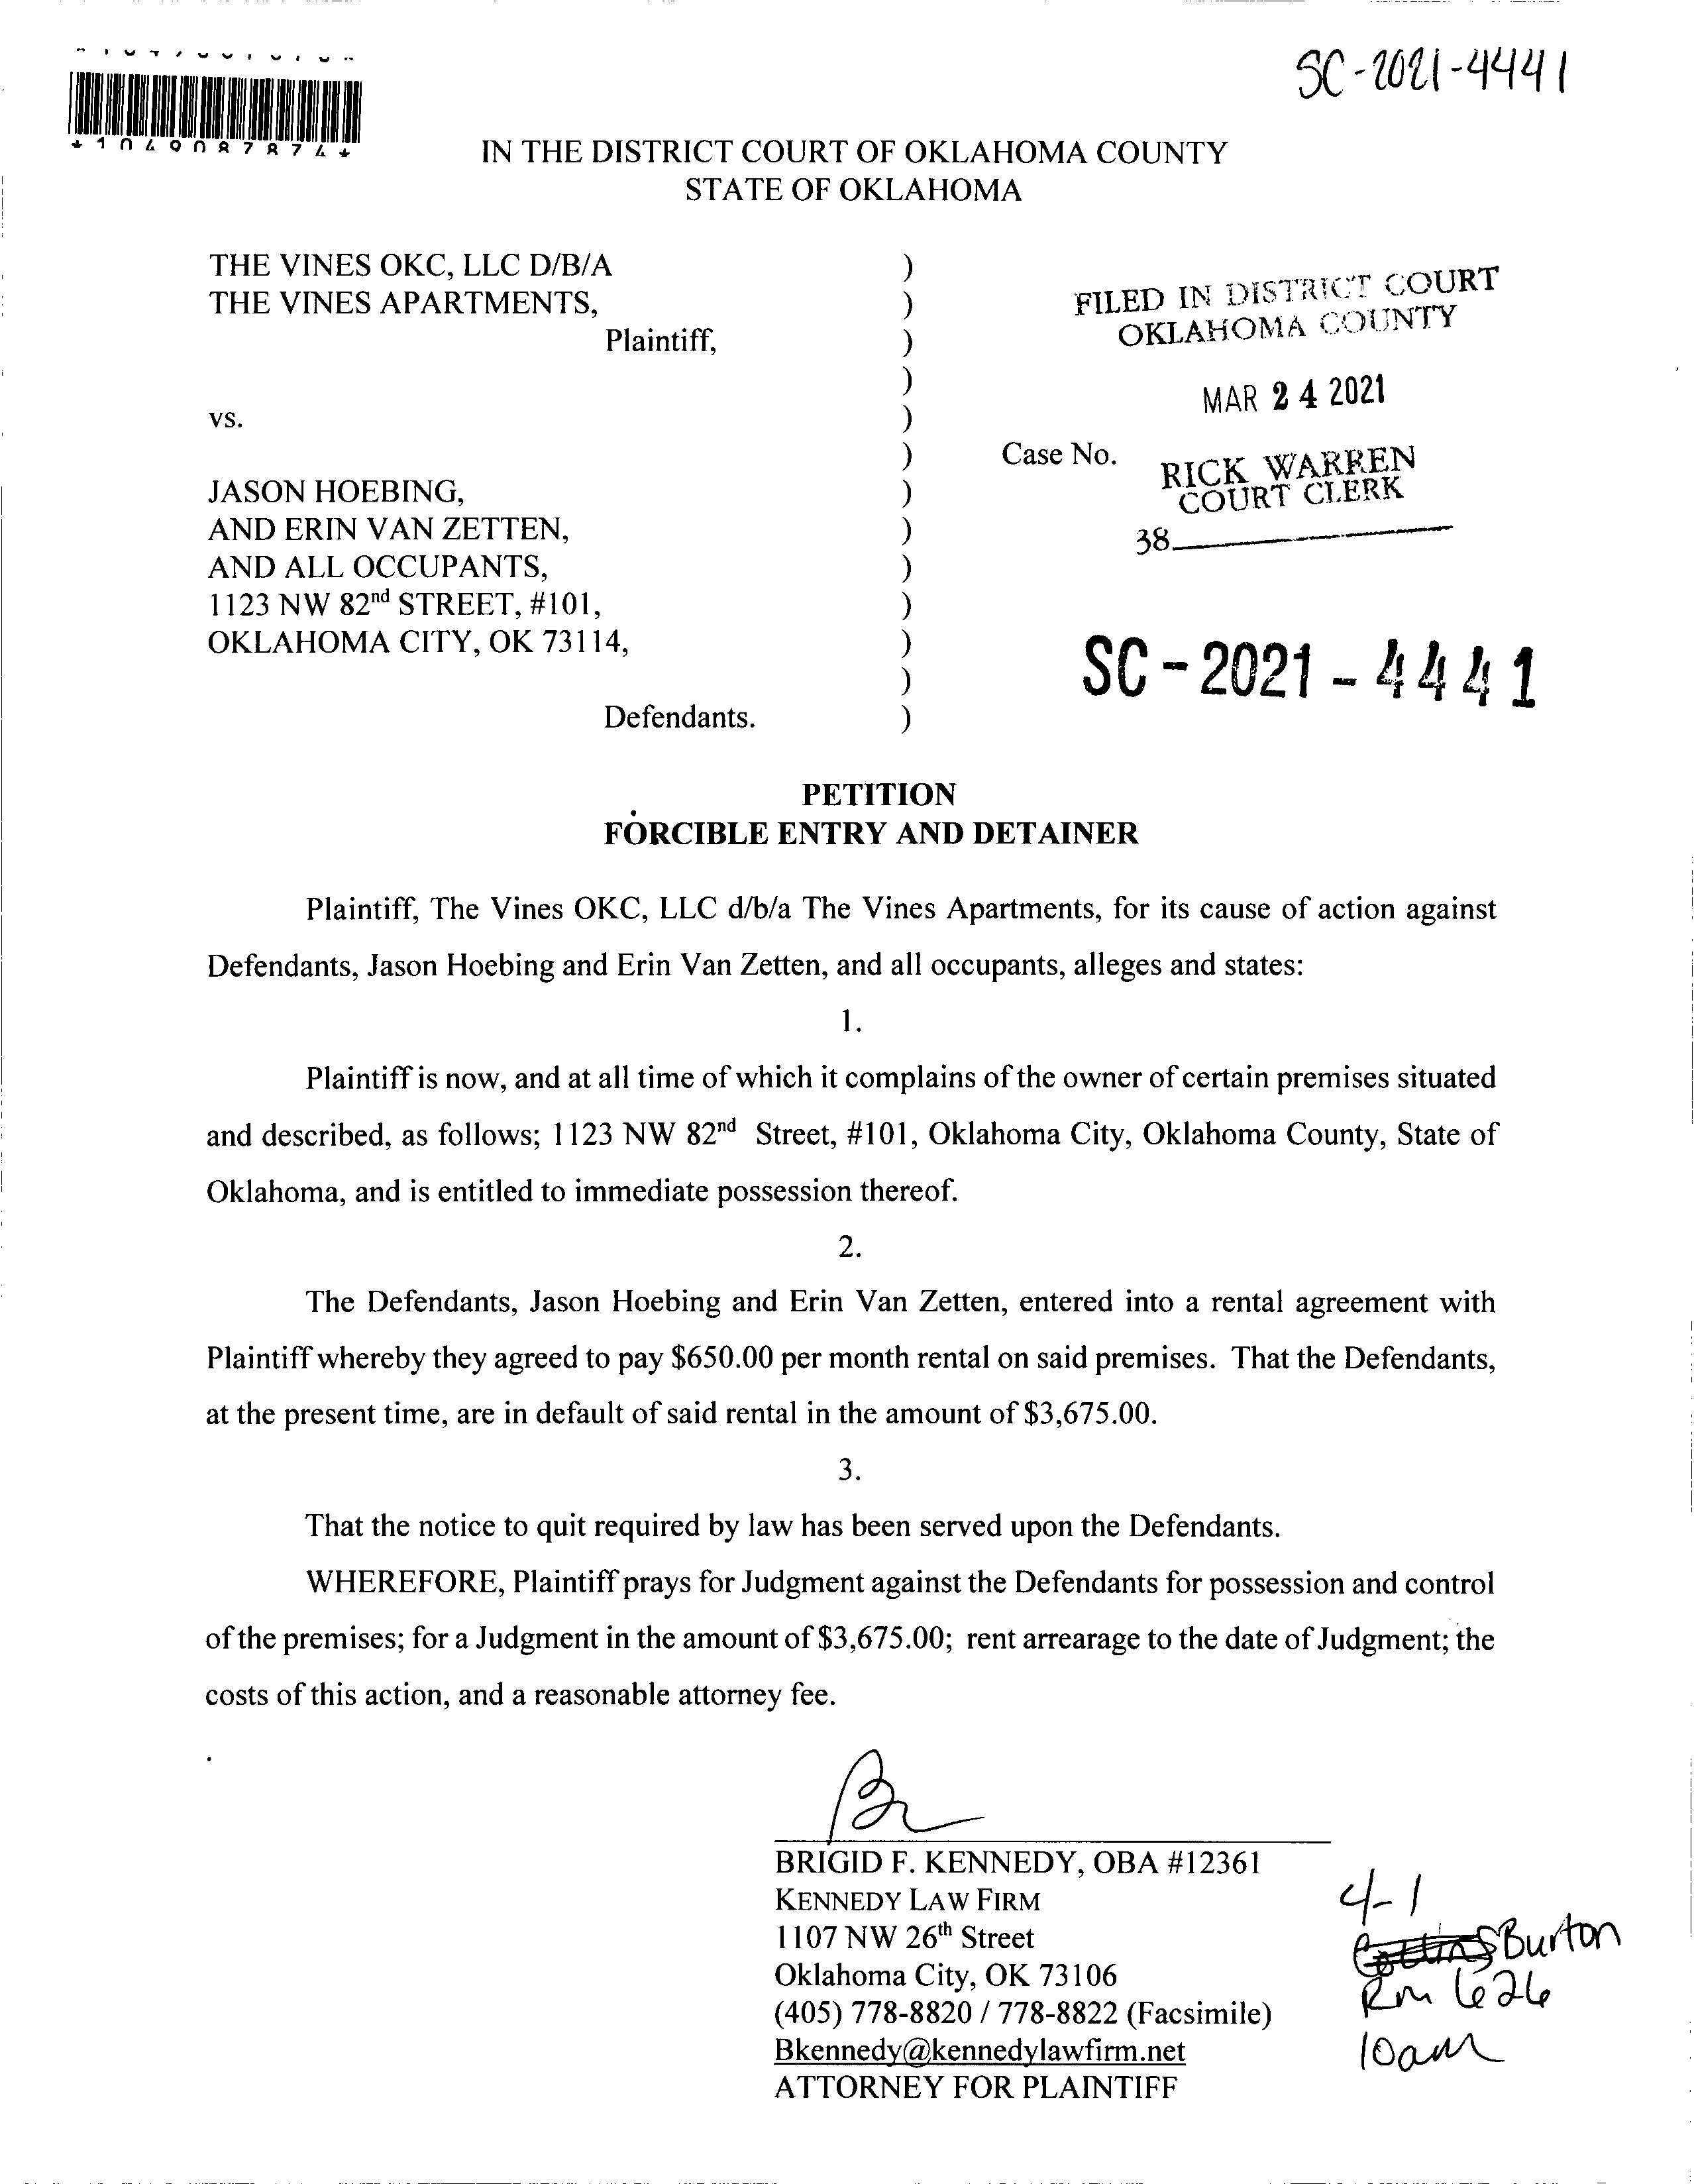 SC-2021-4441
*1049087874*
IN THE DISTRICT COURT OF OKLAHOMA COUNTY
STATE OF OKLAHOMA
THE VINES OKC, LLC D/B/A )
THE VINES APARTMENTS, )
Plaintiff, )
)
vs. )
)
JASON HOEBING, )
AND ERIN VAN ZETTEN, )
AND ALL OCCUPANTS, )
1123 NW 82nd STREET, #101, )
OKLAHOMA CITY, OK 73114, )
)
Defendants. )
FILED IN DISTRICT COURT
OKLAHOMA COUNTY
MAR 24 2021
Case No.
RICK WARREN
COURT CLERK
38
SC-2021-4441
PETITION
FORCIBLE ENTRY AND DETAINER
Plaintiff, The Vines OKC, LLC d/b/a The Vines Apartments, for its cause of action against
Defendants, Jason Hoebing and Erin Van Zetten, and all occupants, alleges and states:
1.
Plaintiff is now, and at all time of which it complains of the owner of certain premises situated
and described, as follows; 1123 NW 82nd Street, #101, Oklahoma City, Oklahoma County, State of
Oklahoma, and is entitled to immediate possession thereof.
2.
The Defendants, Jason Hoebing and Erin Van Zetten, entered into a rental agreement with
Plaintiff whereby they agreed to pay $650.00 per month rental on said premises. That the Defendants,
at the present time, are in default of said rental in the amount of $3,675.00.
3.
That the notice to quit required by law has been served upon the Defendants.
WHEREFORE, Plaintiff prays for Judgment against the Defendants for possession and control
of the premises; for a Judgment in the amount of $3,675.00; rent arrearage to the date of Judgment; the
costs of this action, and a reasonable attorney fee.
BRIGID F. KENNEDY, OBA #12361
KENNEDY LAW FIRM
1107 NW 26th Street
Oklahoma City, OK 73106
(405) 778-8820 / 778-8822 (Facsimile)
Bkennedy@kennedylawfirm.net
ATTORNEY FOR PLAINTIFF
4-1
Burton
Rm 626
10am